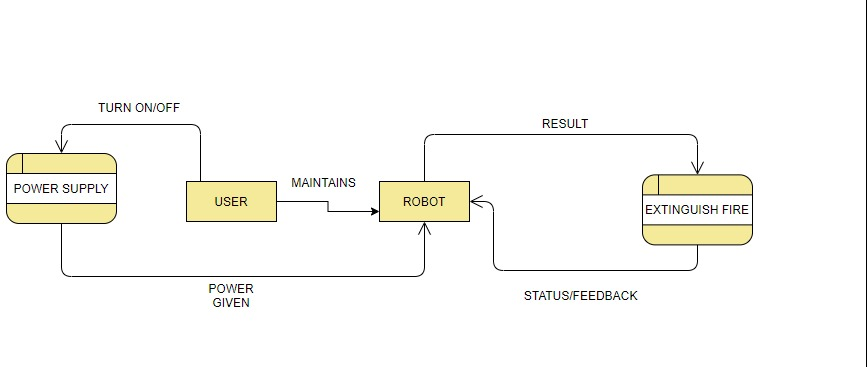 TURN ON/OFF
RESULT
POWER SUPPLY
USER
MAINTAINS
ROBOT
EXTINGUISH FIRE
POWER
GIVEN
STATUS/FEEDBACK